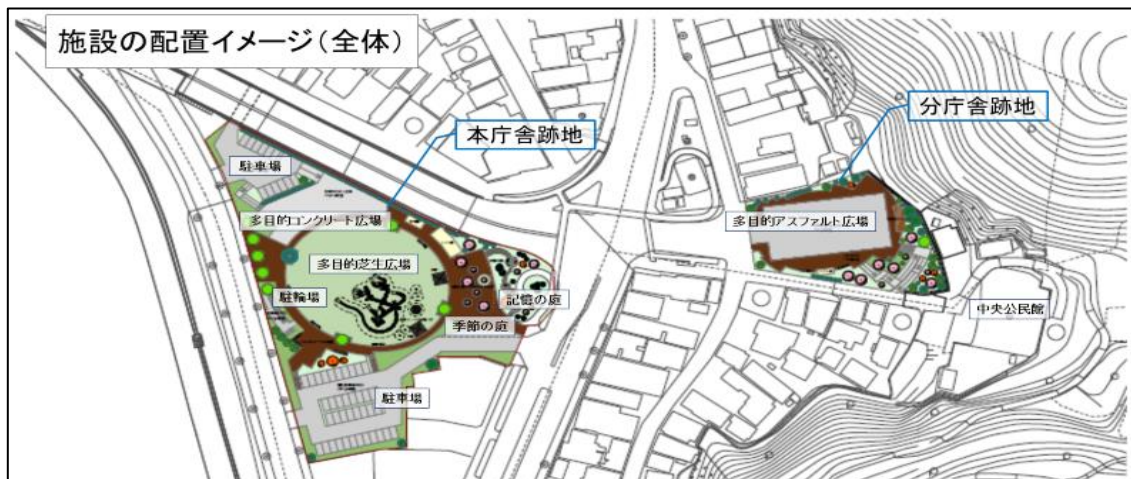 施設の配置イメージ(全体)
分庁舎跡地
本庁舎跡地
駐車場
多目的コンクリート広場
多目的アスファルト広場
多目的芝生広場
駐輪場
記憶の庭
中央公民館
季節の庭
駐車場